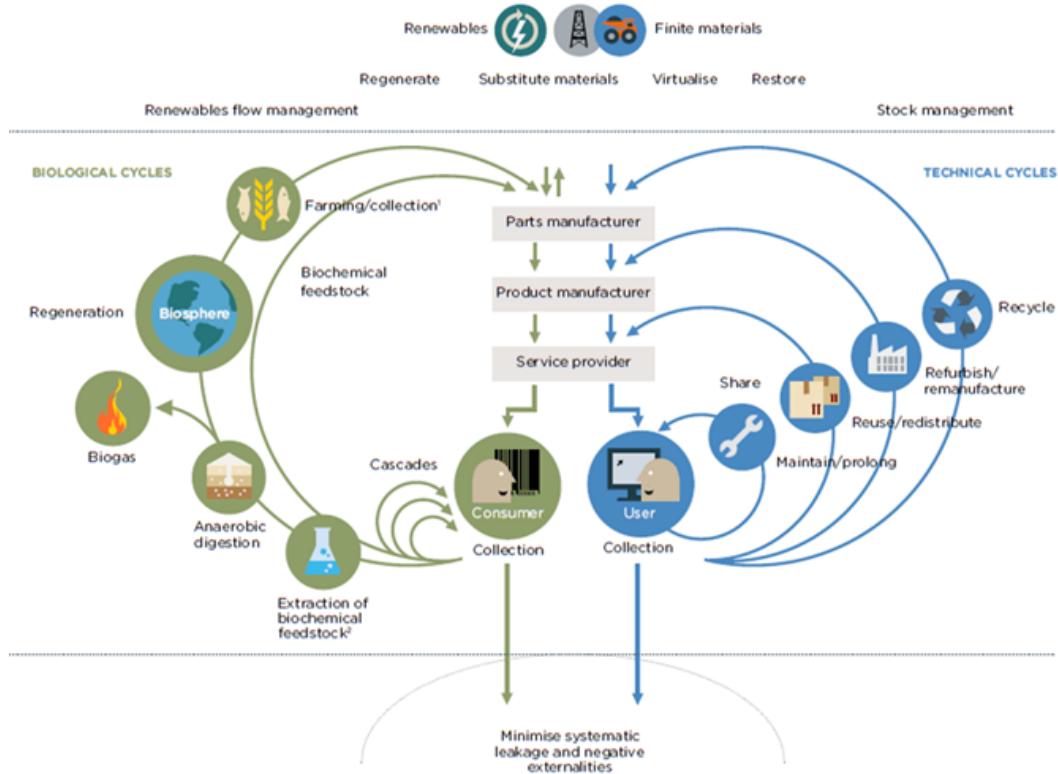 Renewables
Finite materials
Regenerate
Substitute materials
Virtualise
Restore
Renewables flow management
Stock management
BIOLOGICAL CYCLES
TECHNICAL CYCLES
Farming/collection¹
Parts manufacturer
Biochemical
feedstock
Regeneration
Biosphere
Product manufacturer
Recycle
Service provider
Share
Refurbish/
remanufacture
Reuse/redistribute
Biogas
Cascades
Maintain/prolong
Consumer
User
Anaerobic
digestion
Collection
Collection
Extraction of
biochemical
feedstock²
Minimise systematic
leakage and negative
externalities